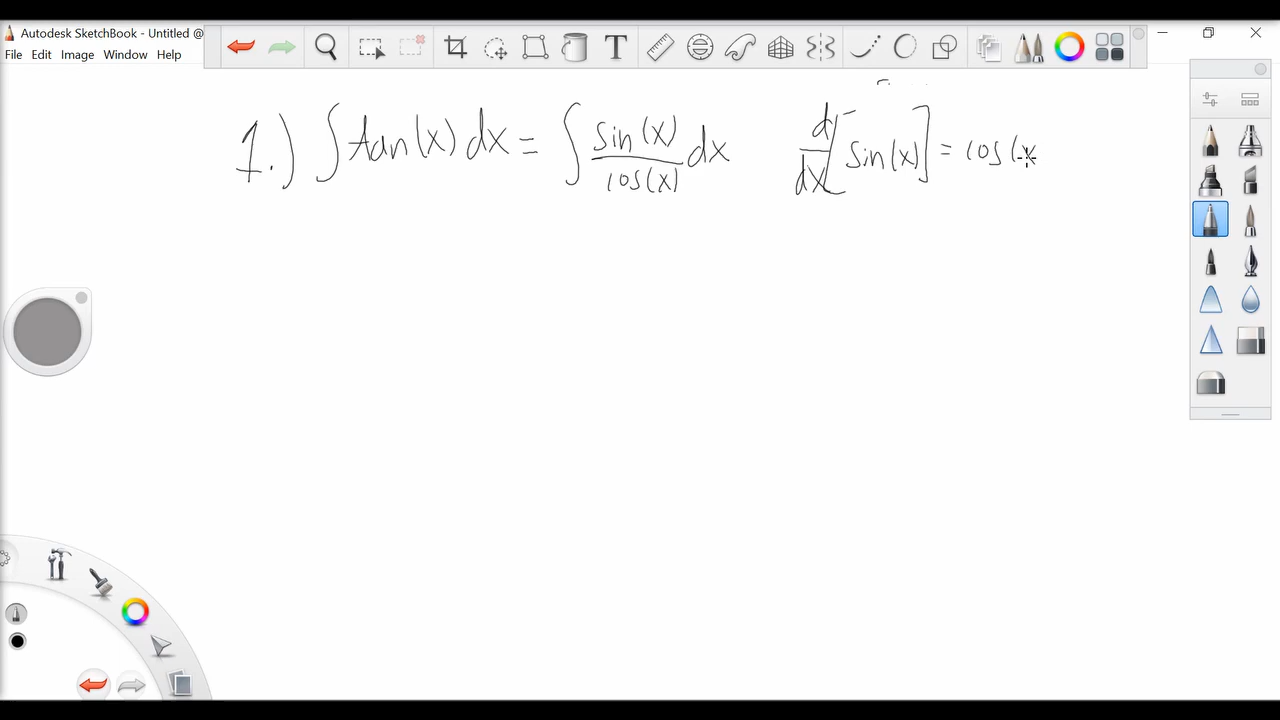 Autodesk SketchBook - Untitled @
File Edit Image Window Help
1.) ∫ tan(x) dx = ∫ sin(x)/cos(x) dx d/dx [sin(x)] = cos(x